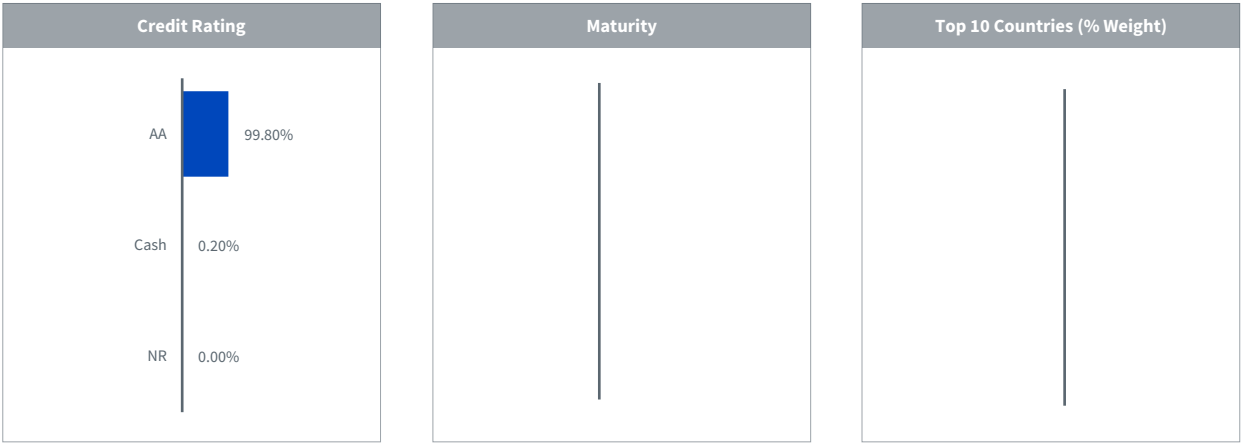 Credit Rating
AA 99.80%
Cash 0.20%
NR 0.00%
Maturity
Top 10 Countries (% Weight)